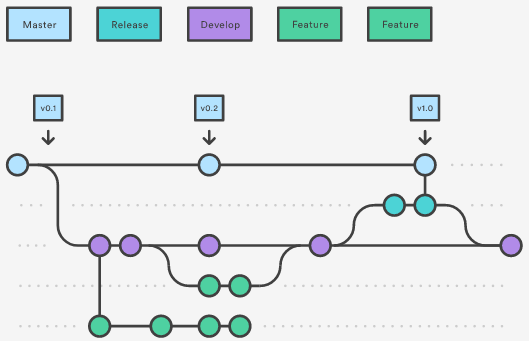 Master
Release
Develop
Feature
Feature
v0.1
v0.2
v1.0